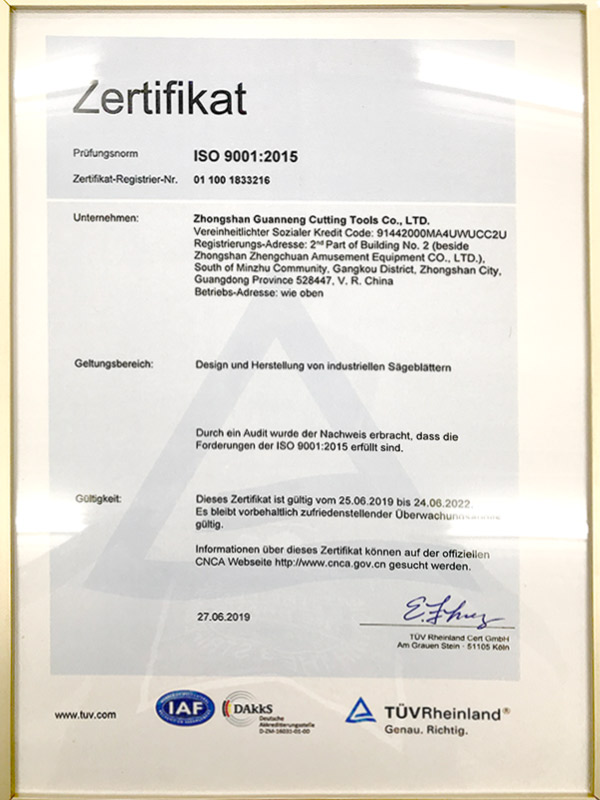 Zertifikat
Prüfungsnorm ISO 9001:2015
Zertifikat-Registrier-Nr. 01 100 1833216
Unternehmen: Zhongshan Guanneng Cutting Tools Co., LTD.
Vereinheitlichter Sozialer Kredit Code: 91442000MA4UWUCC2U
Registrierungs-Adresse: 2nd Part of Building No. 2 (beside
Zhongshan Zhengchuan Amusement Equipment CO., LTD.),
South of Minzhu Community, Gangkou District, Zhongshan City,
Guangdong Province 528447, V. R. China
Betriebs-Adresse: wie oben
Geltungsbereich: Design und Herstellung von industriellen Sägeblättern
Durch ein Audit wurde der Nachweis erbracht, dass die
Forderungen der ISO 9001:2015 erfüllt sind.
Gültigkeit: Dieses Zertifikat ist gültig vom 25.06.2019 bis 24.06.2022.
Es bleibt vorbehaltlich zufriedenstellender Überwachungsaudits
gültig.
Informationen über dieses Zertifikat können auf der offiziellen
CNCA Webseite http://www.cnca.gov.cn gesucht werden.
27.06.2019
TÜV Rheinland Cert GmbH
Am Grauen Stein · 51105 Köln
www.tuv.com
IAF
DAkkS
Deutsche
Akkreditierungsstelle
D-ZM-16031-01-00
TÜVRheinland®
Genau. Richtig.